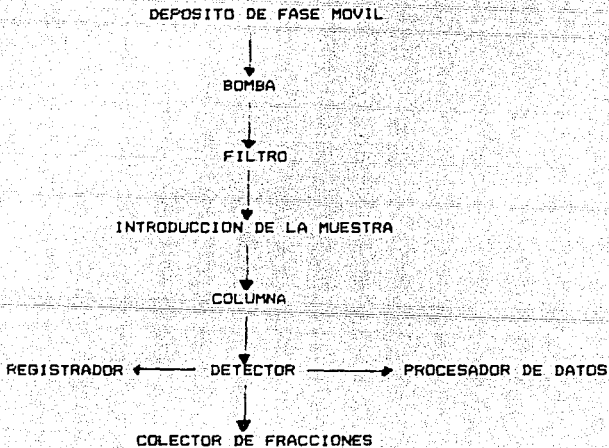 DEPOSITO DE FASE MOVIL
BOMBA
FILTRO
INTRODUCCION DE LA MUESTRA
COLUMNA
REGISTRADOR DETECTOR PROCESADOR DE DATOS
COLECTOR DE FRACCIONES